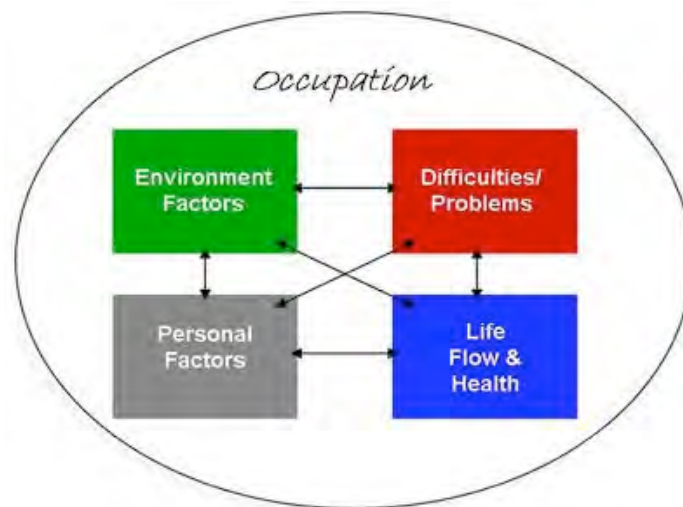 Occupation
Environment
Factors
Difficulties/
Problems
Personal
Factors
Life
Flow &
Health